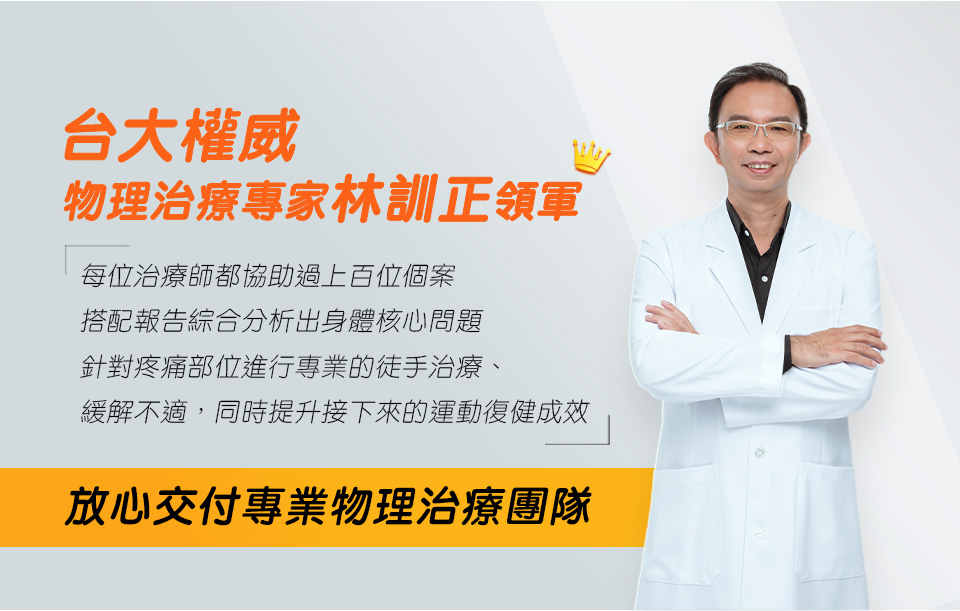 台大權威
物理治療專家林訓正領軍
每位治療師都協助過上百位個案
搭配報告綜合分析出身體核心問題
針對疼痛部位進行專業的徒手治療、
緩解不適，同時提升接下來的運動復健成效
放心交付專業物理治療團隊